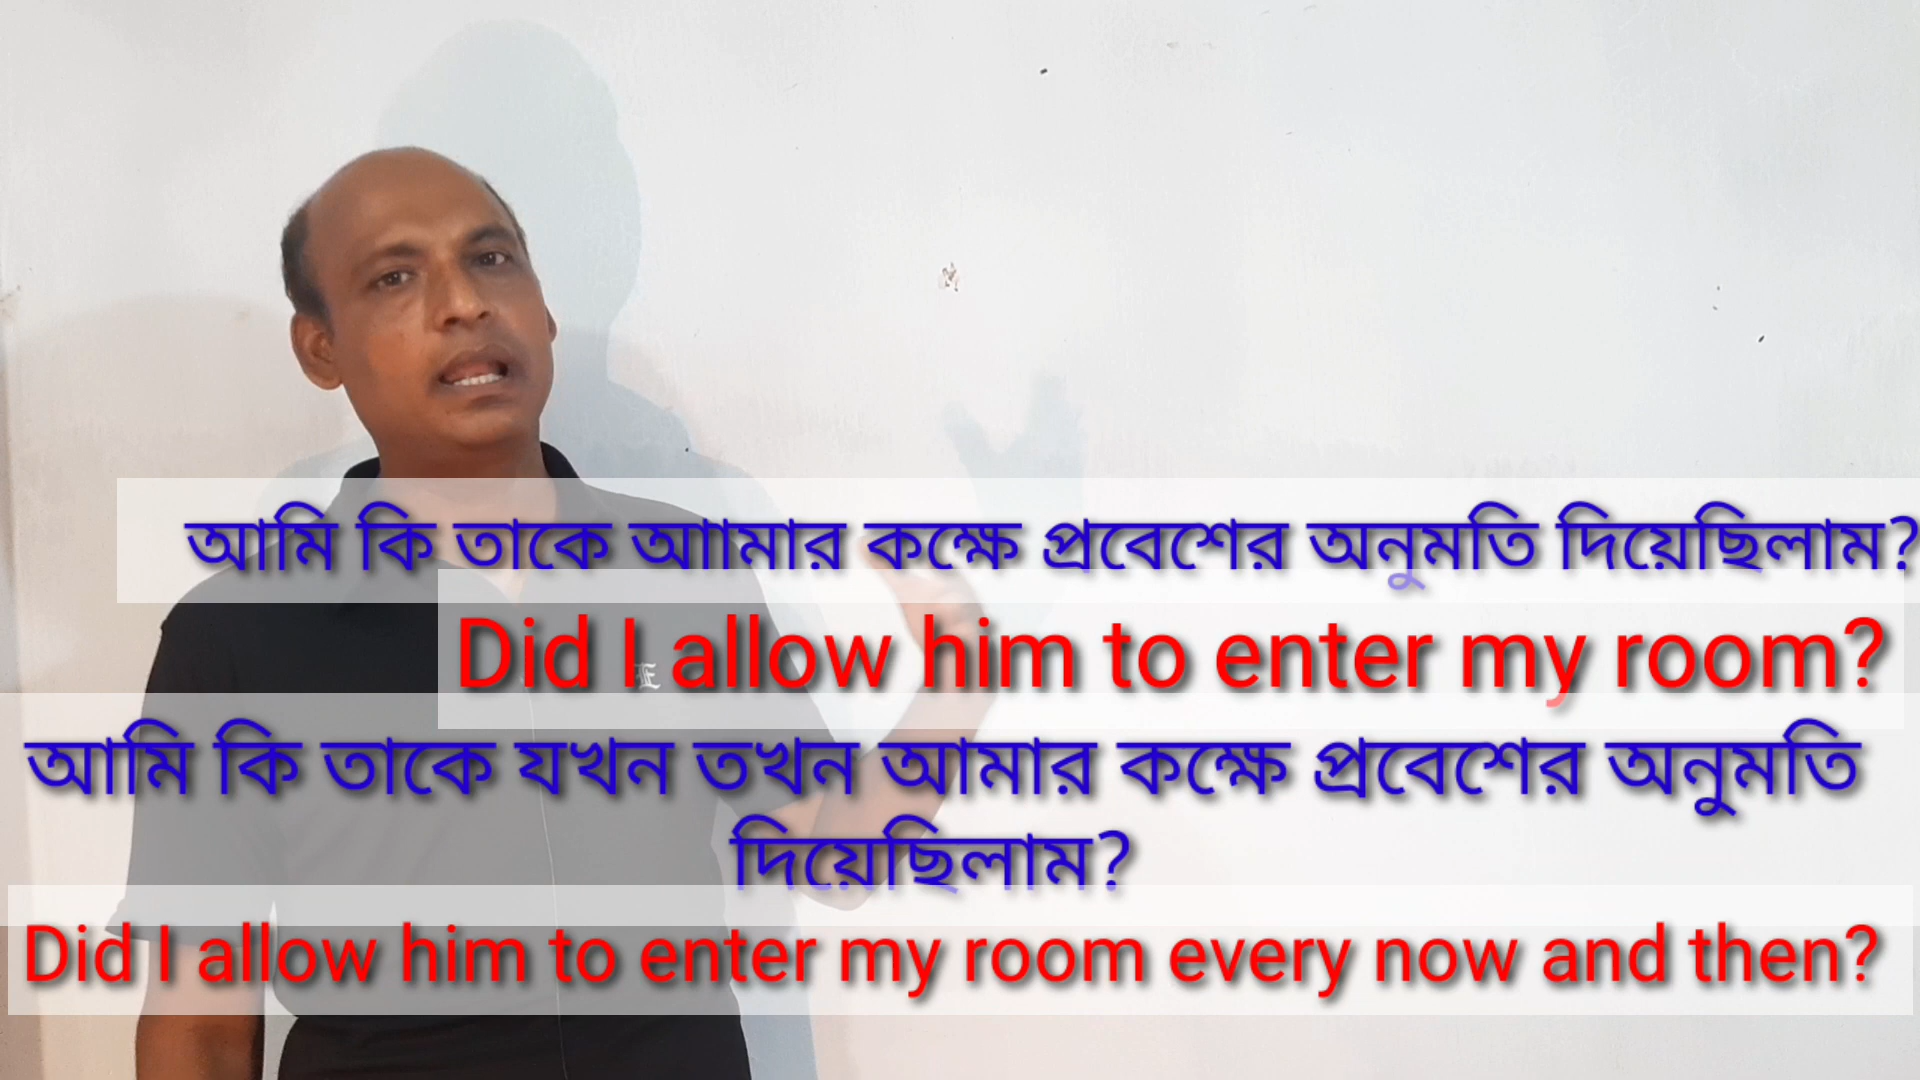 আমি কি তাকে আাামার কক্ষে প্রবেশের অনুমতি দিয়েছিলাম?
Did I allow him to enter my room?
আমি কি তাকে যখন তখন আমার কক্ষে প্রবেশের অনুমতি
দিয়েছিলাম?
Did I allow him to enter my room every now and then?